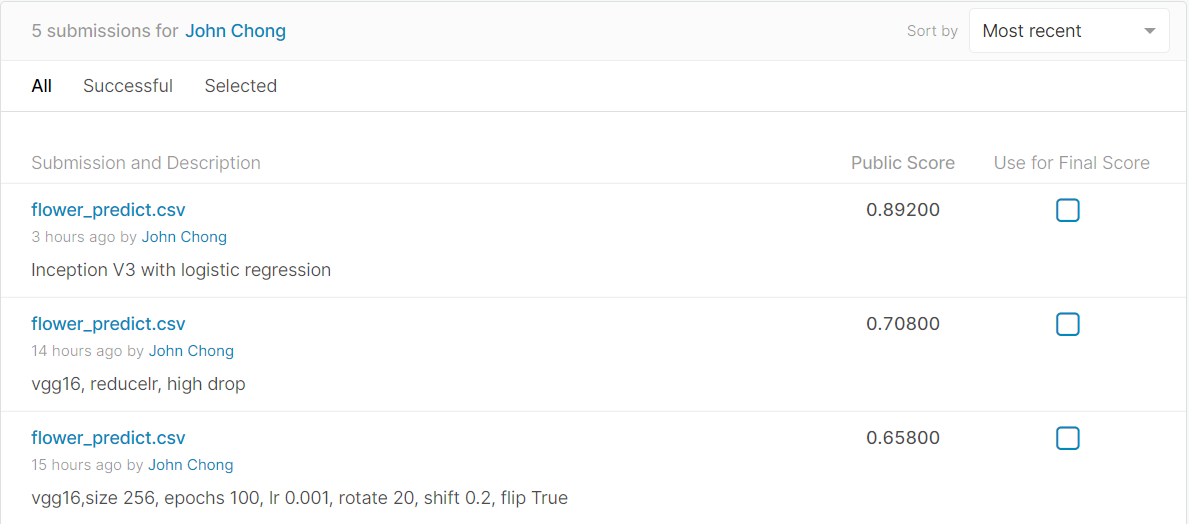 5 submissions for John Chong
Sort by Most recent
All Successful Selected
Submission and Description Public Score Use for Final Score
flower_predict.csv 0.89200
3 hours ago by John Chong
Inception V3 with logistic regression
flower_predict.csv 0.70800
14 hours ago by John Chong
vgg16, reducelr, high drop
flower_predict.csv 0.65800
15 hours ago by John Chong
vgg16,size 256, epochs 100, lr 0.001, rotate 20, shift 0.2, flip True